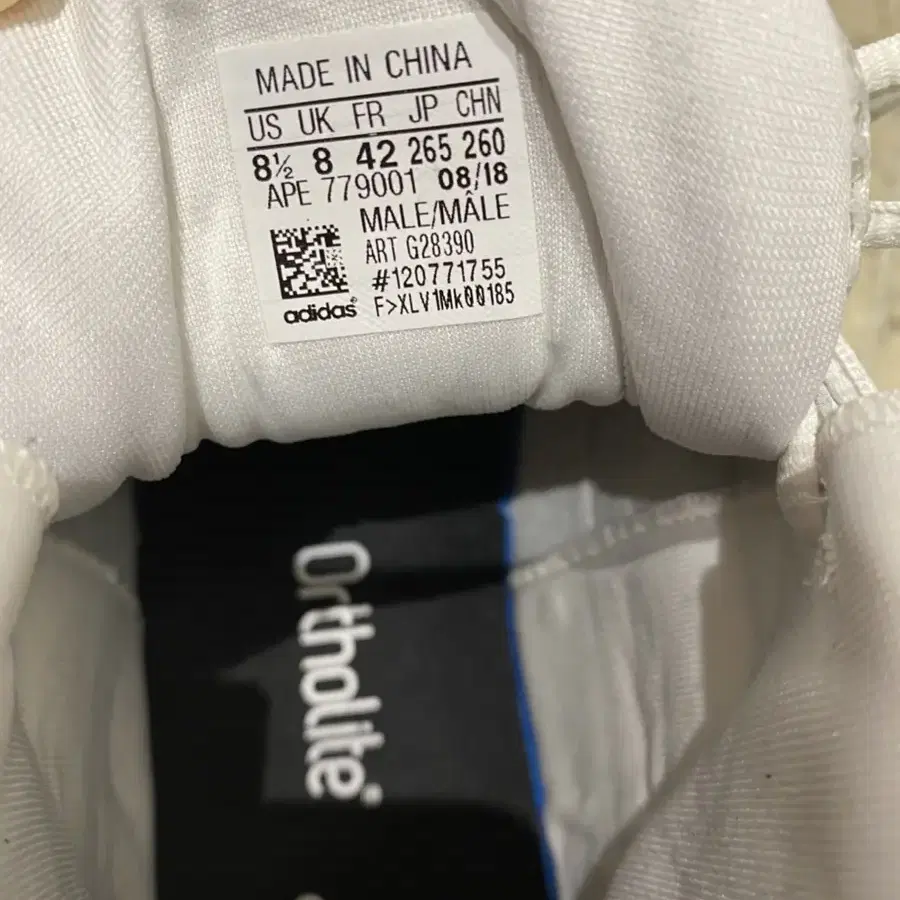 MADE IN CHINA
US UK FR JP CHN
8½ 8 42 265 260
APE 779001 08/18
MALE/MÂLE
ART G28390
#120771755
adidas® F>XLV1Mk00185
Ortholite®